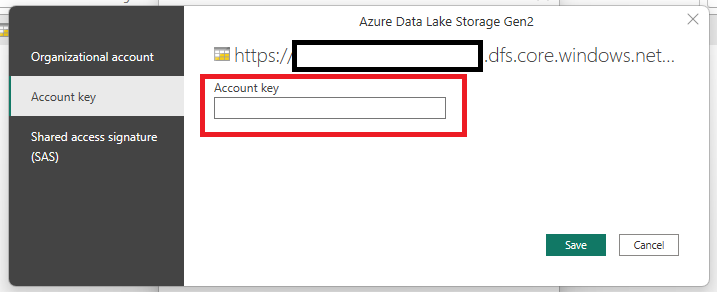 Azure Data Lake Storage Gen2
Organizational account
Account key
Shared access signature
(SAS)
https://
.dfs.core.windows.net...
Account key
Save
Cancel